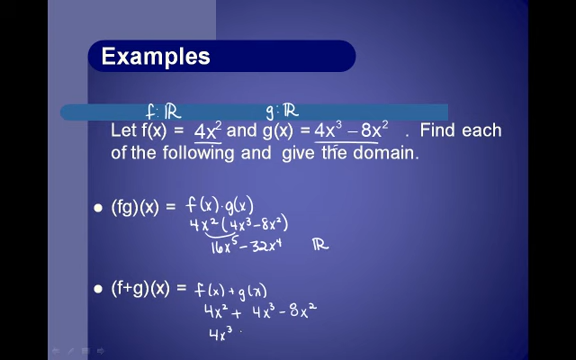 Examples
f: ℝ g: ℝ
Let f(x) = 4x² and g(x) = 4x³ – 8x² . Find each
of the following and give the domain.
• (fg)(x) = f(x)·g(x)
4x²(4x³-8x²)
16x⁵-32x⁴ ℝ
• (f+g)(x) = f(x)+g(x)
4x² + 4x³ - 8x²
4x³ -